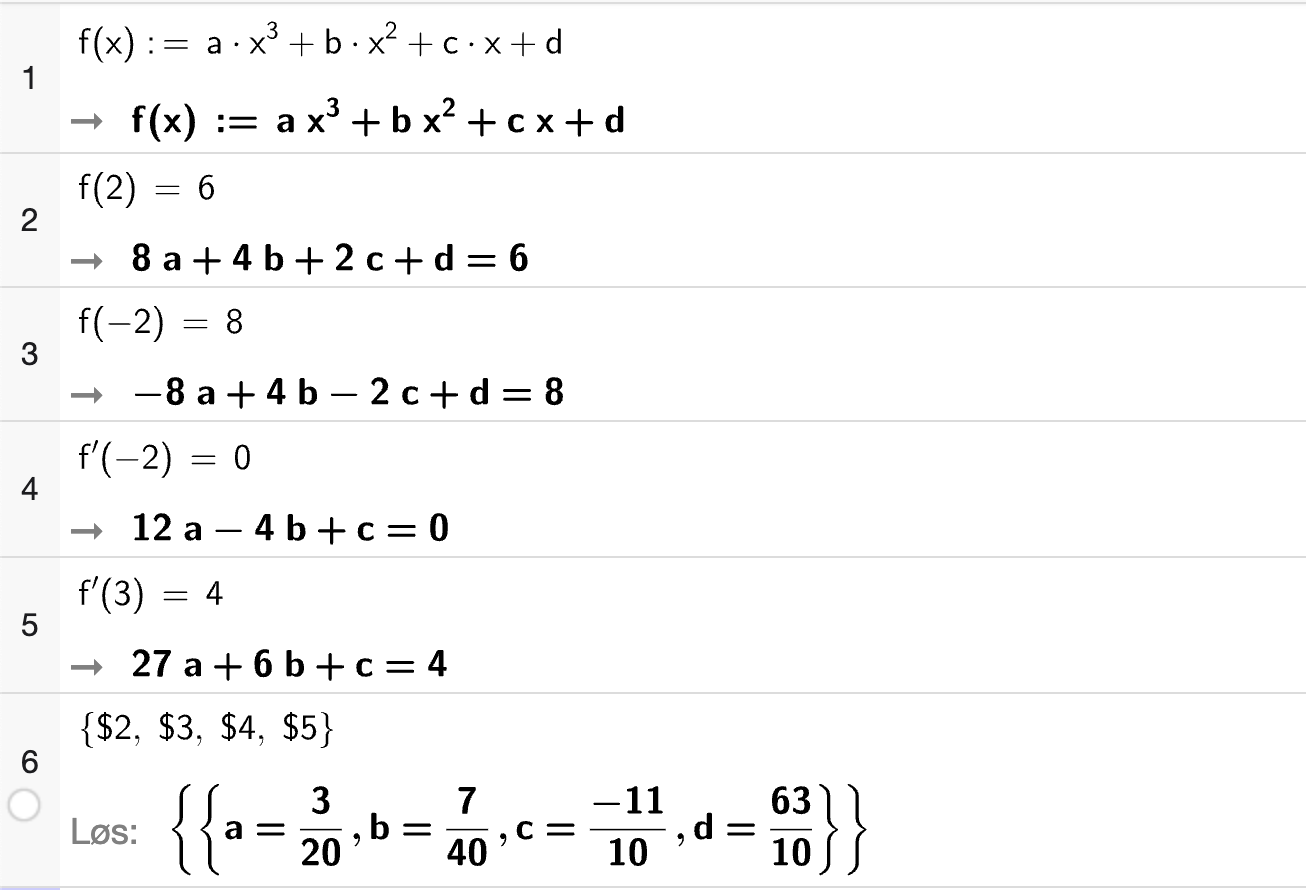 1
f(x) := a · x³ + b · x² + c · x + d
→ f(x) := a x³ + b x² + c x + d
2
f(2) = 6
→ 8 a + 4 b + 2 c + d = 6
3
f(−2) = 8
→ −8 a + 4 b − 2 c + d = 8
4
f′(−2) = 0
→ 12 a − 4 b + c = 0
5
f′(3) = 4
→ 27 a + 6 b + c = 4
6
{$2, $3, $4, $5}
Løs: {{a = 3/20, b = 7/40, c = −11/10, d = 63/10}}